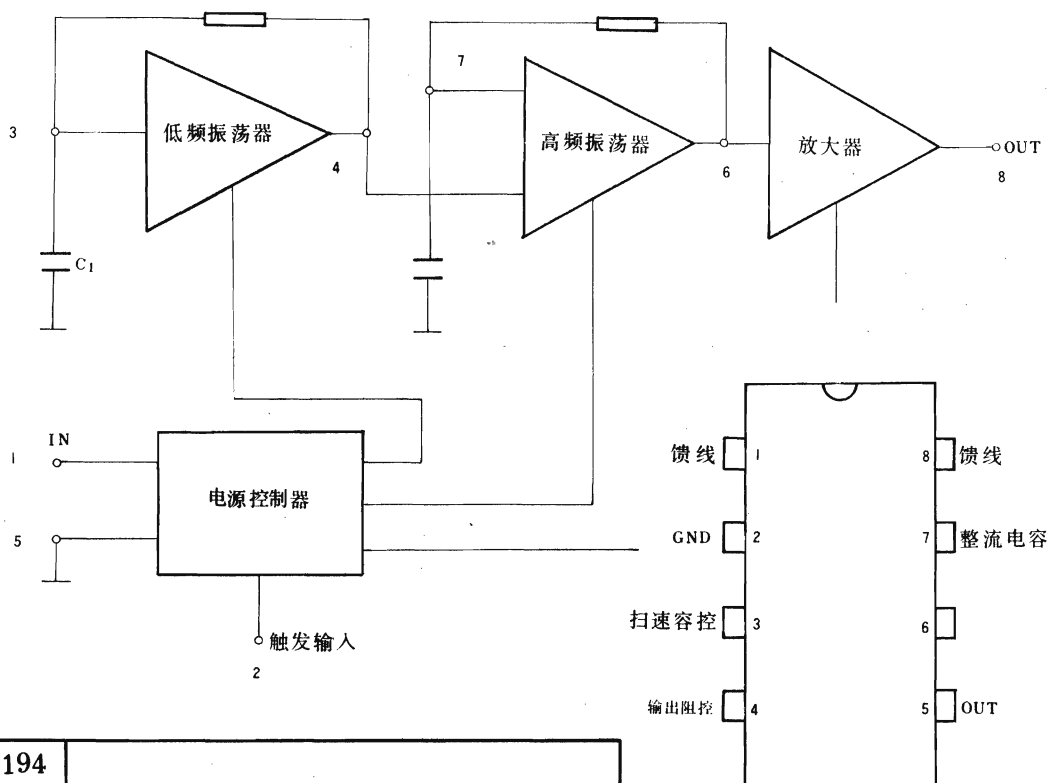 7
3
低频振荡器
高频振荡器
放大器
OUT
4
6
8
C1
1
IN
5
电源控制器
触发输入
2
馈线
1
8
馈线
GND
2
7
整流电容
扫速容控
3
6
输出阻控
4
5
OUT
194